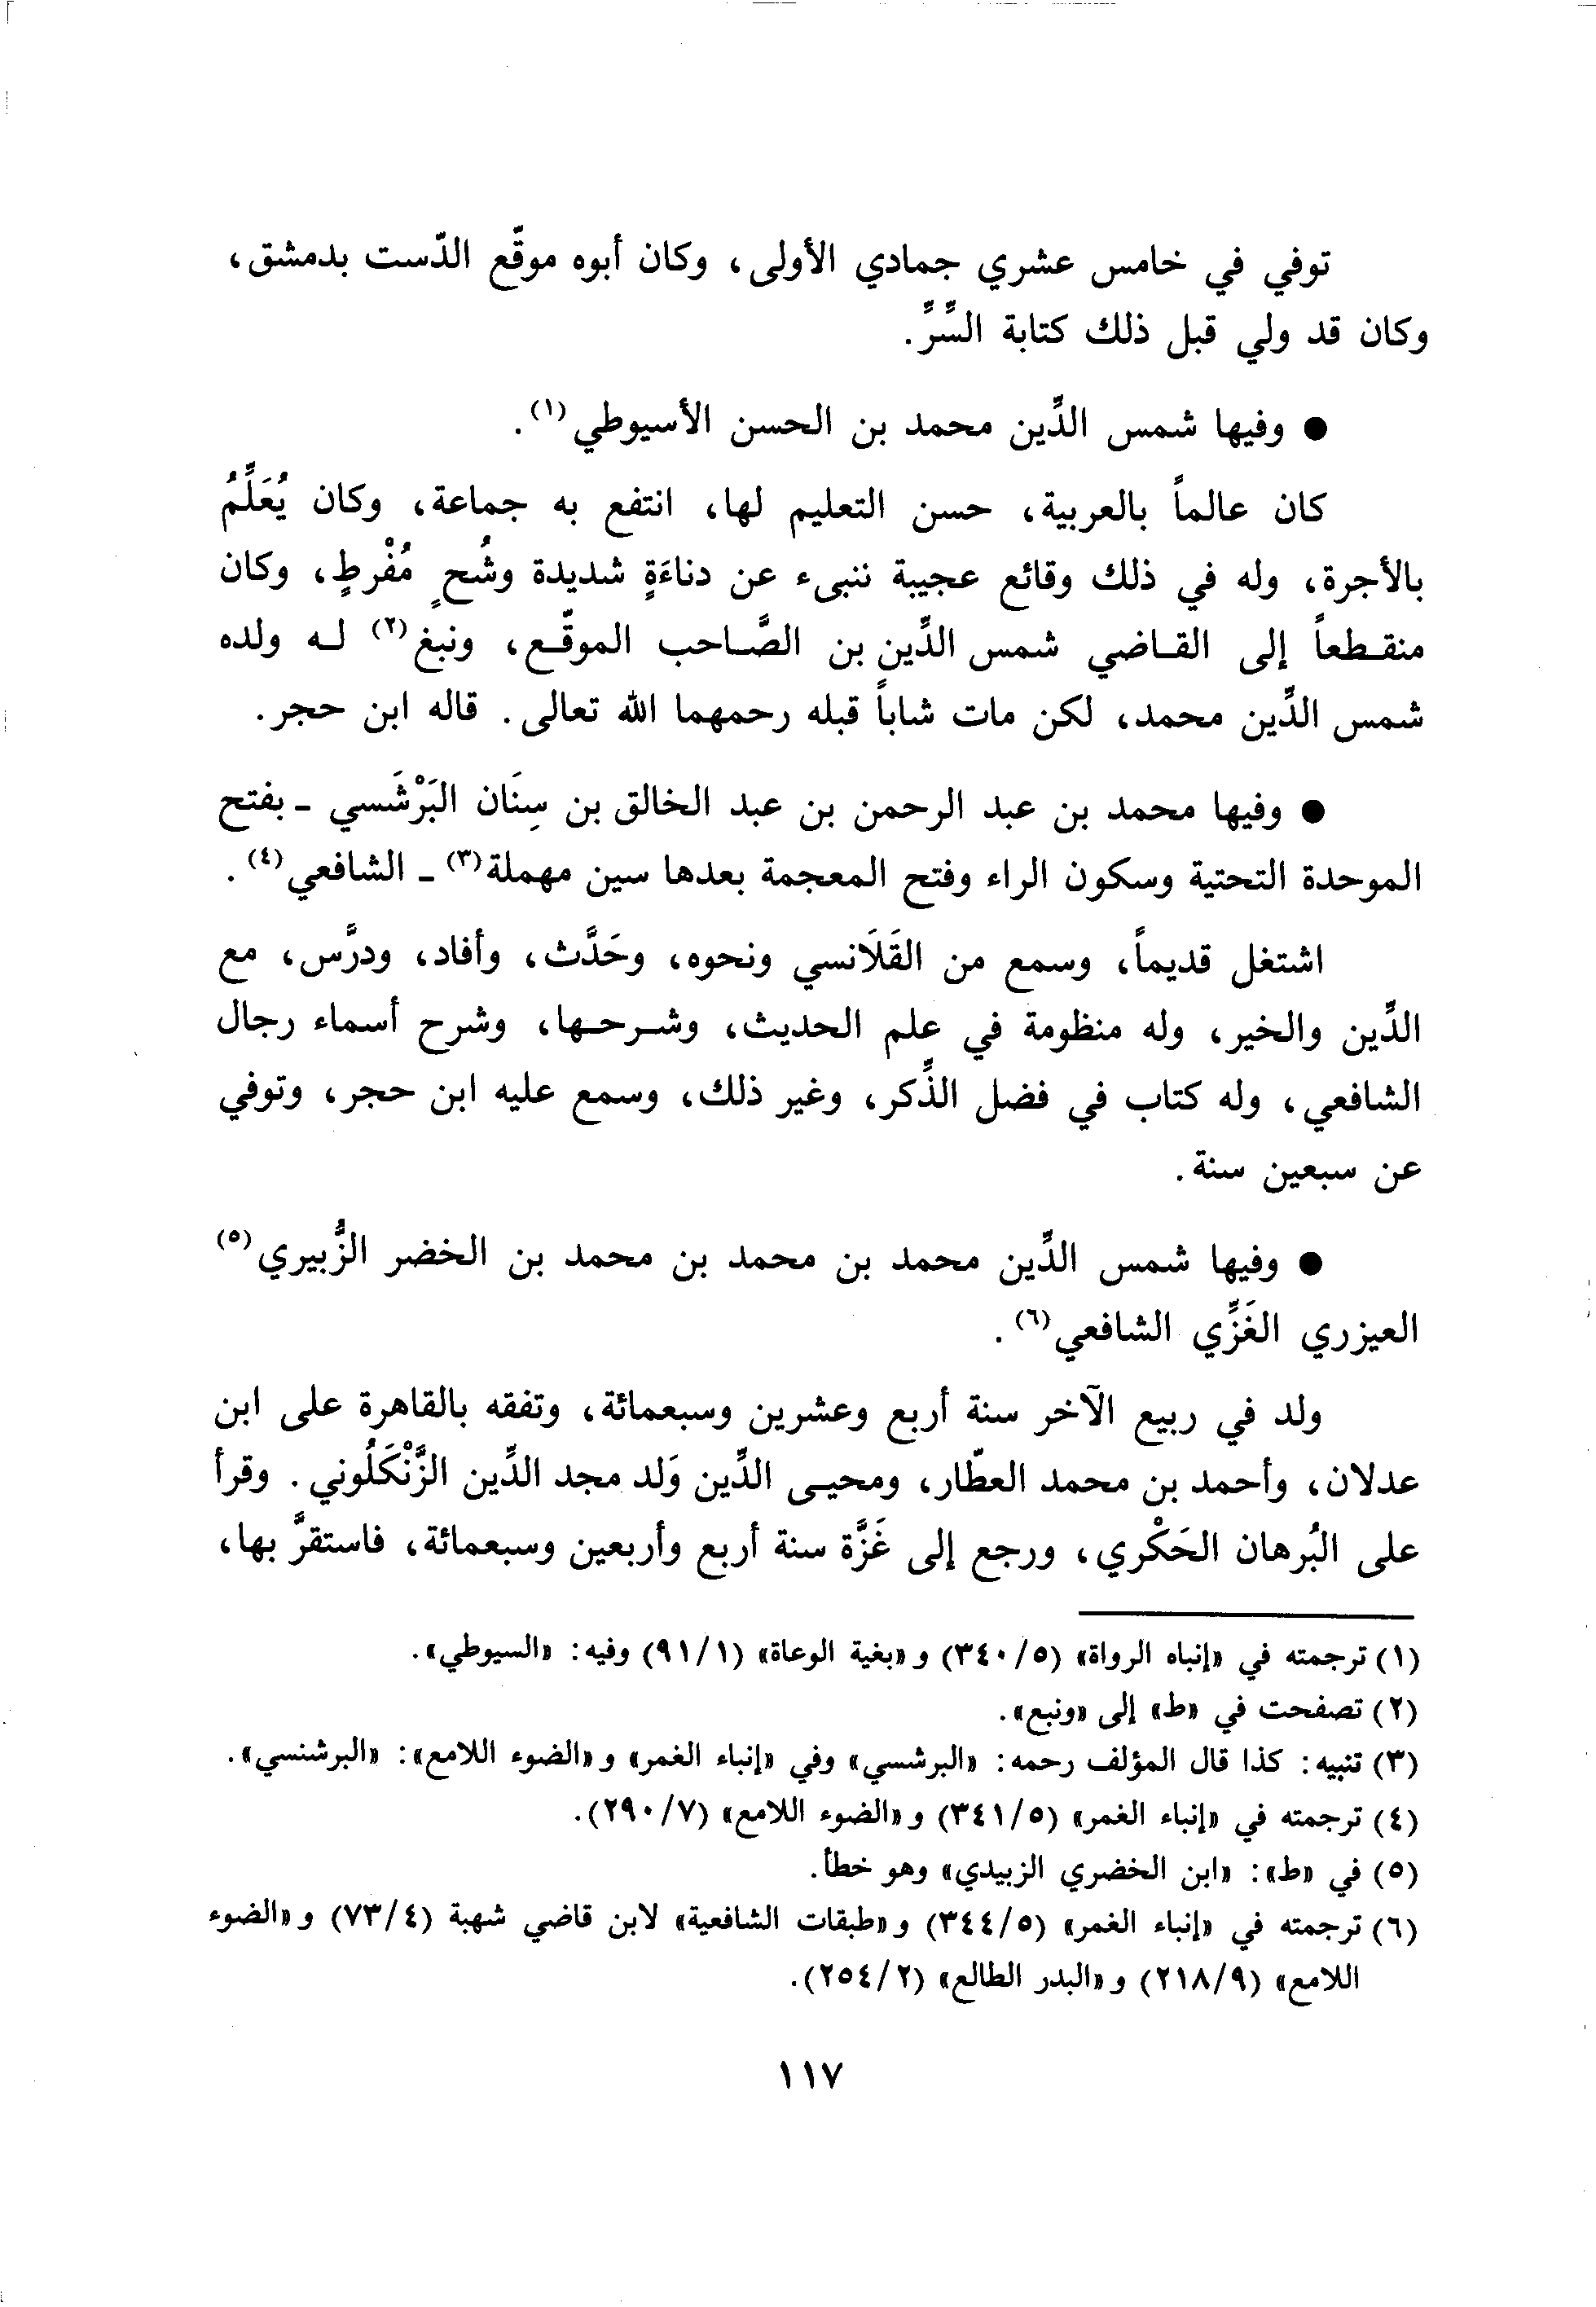 توفي في خامس عشري جمادي الأولى، وكان أبوه موقّع الدّست بدمشق،
وكان قد ولي قبل ذلك كتابة السِّرِّ.
● وفيها شمس الدِّين محمد بن الحسن الأسيوطي(١).
كان عالماً بالعربية، حسن التعليم لها، انتفع به جماعة، وكان يُعَلِّمُ
بالأجرة، وله في ذلك وقائع عجيبة ننبىء عن دناءَةٍ شديدة وشُحٍ مُفْرِطٍ، وكان
منقطعاً إلى القاضي شمس الدِّين بن الصَّاحب الموقّع، ونبغ(٢) له ولده
شمس الدِّين محمد، لكن مات شاباً قبله رحمهما الله تعالى. قاله ابن حجر.
● وفيها محمد بن عبد الرحمن بن عبد الخالق بن سِنَان البَرْشَسي ـ بفتح
الموحدة التحتية وسكون الراء وفتح المعجمة بعدها سين مهملة(٣) ـ الشافعي(٤).
اشتغل قديماً، وسمع من القَلَانسي ونحوه، وحَدَّث، وأفاد، ودرَّس، مع
الدِّين والخير، وله منظومة في علم الحديث، وشرحها، وشرح أسماء رجال
الشافعي، وله كتاب في فضل الذِّكر، وغير ذلك، وسمع عليه ابن حجر، وتوفي
عن سبعين سنة.
● وفيها شمس الدِّين محمد بن محمد بن محمد بن الخضر الزُّبيري(٥)
العيزري الغَزِّي الشافعي(٦).
ولد في ربيع الآخر سنة أربع وعشرين وسبعمائة، وتفقه بالقاهرة على ابن
عدلان، وأحمد بن محمد العطّار، ومحيى الدِّين وَلد مجد الدِّين الزَّنْكَلُوني. وقرأ
على البُرهان الحَكْري، ورجع إلى غَزَّة سنة أربع وأربعين وسبعمائة، فاستقرَّ بها،
(١) ترجمته في «إنباه الرواة» (٣٤٠/٥) و«بغية الوعاة» (٩١/١) وفيه: «السيوطي».
(٢) تصفحت في «ط» إلى «ونبع».
(٣) تنبيه: كذا قال المؤلف رحمه: «البرشسي» وفي «إنباء الغمر» و«الضوء اللامع»: «البرشنسي».
(٤) ترجمته في «إنباء الغمر» (٣٤١/٥) و«الضوء اللامع» (٢٩٠/٧).
(٥) في «ط»: «ابن الخضري الزبيدي» وهو خطأ.
(٦) ترجمته في «إنباء الغمر» (٣٤٤/٥) و«طبقات الشافعية» لابن قاضي شهبة (٧٣/٤) و«الضوء
اللامع» (٢١٨/٩) و«البدر الطالع» (٢٥٤/٢).
١١٧